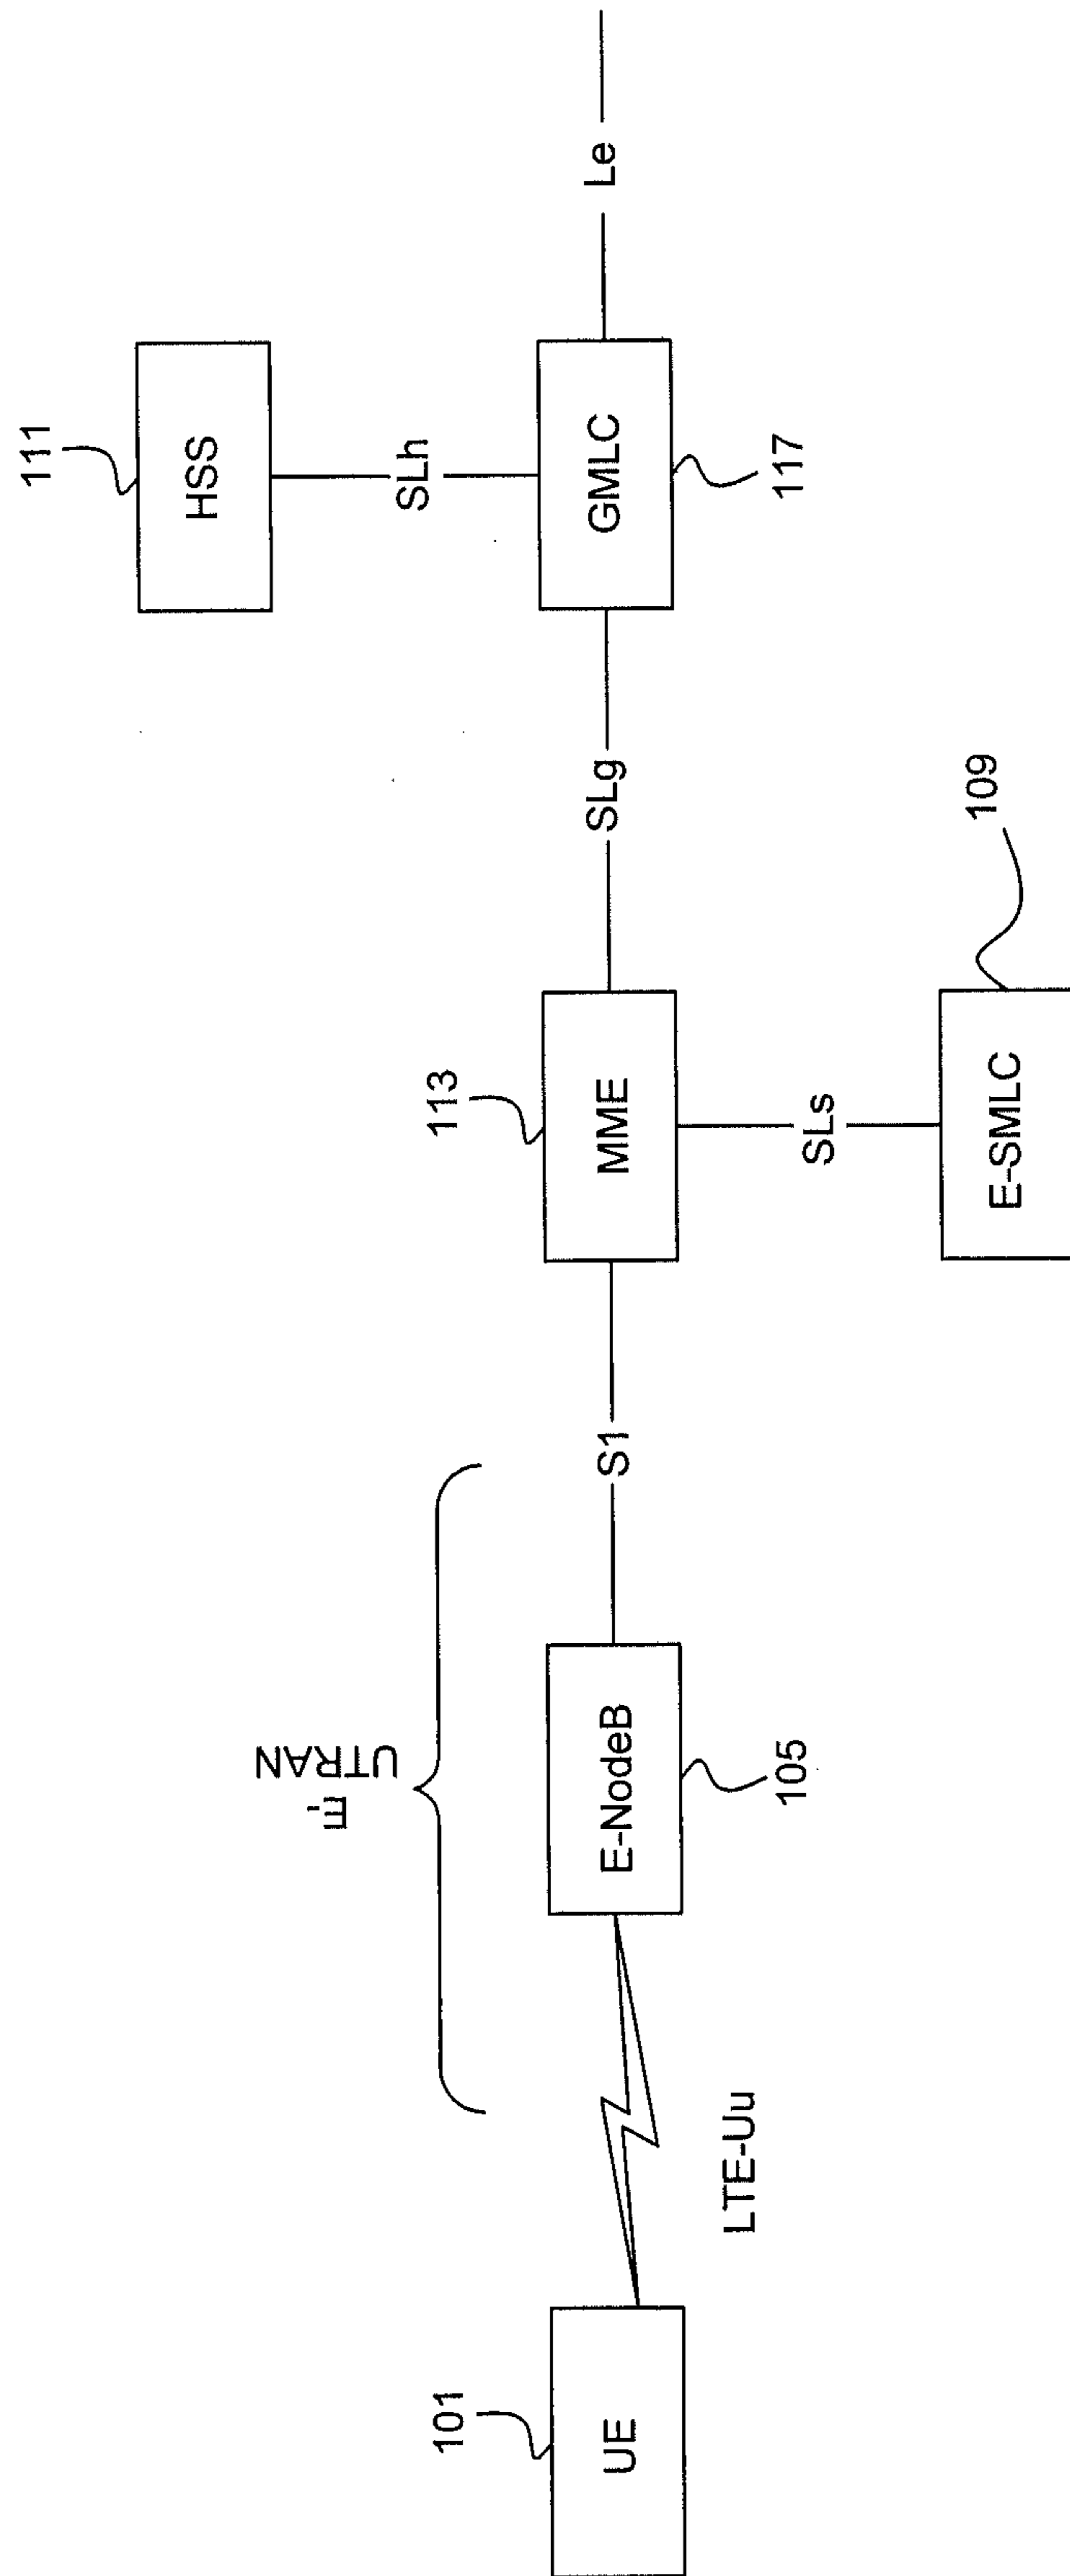 111
HSS
SLh
Le
GMLC
117
SLg
113
MME
SLs
109
E-SMLC
E-
UTRAN
S1
E-NodeB
105
LTE-Uu
101
UE